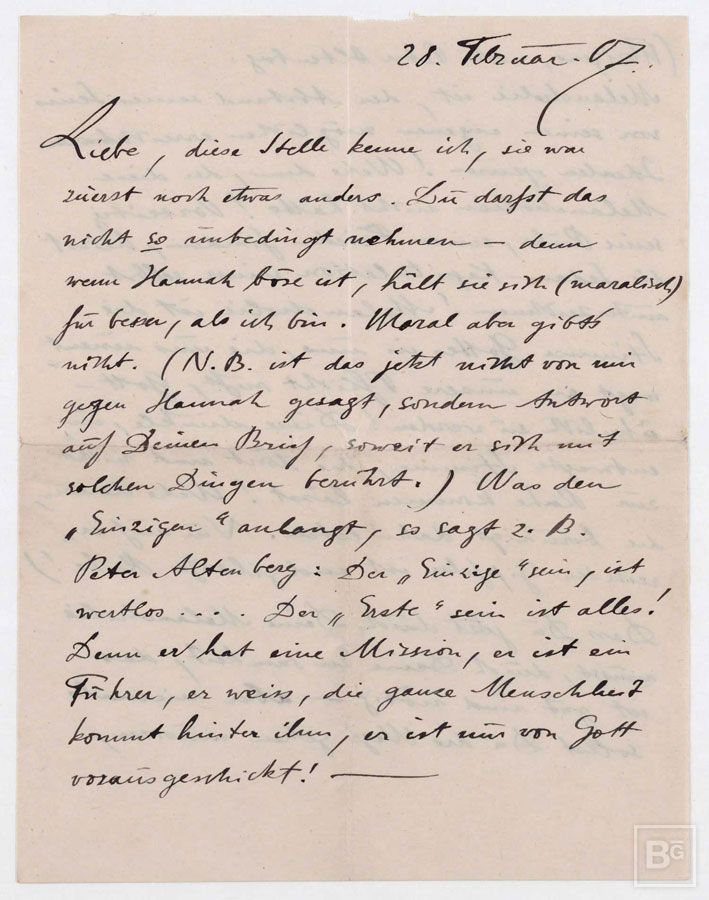 28. Februar. 07.
Liebe, diese Stelle kenne ich, sie war
zuerst noch etwas anders. Du darfst das
nicht so unbedingt nehmen – denn
wenn Hannah böse ist, hält sie sich (moralisch)
für besser, als ich bin. Moral aber gibt's
nicht. (N.B. ist das jetzt nicht von mir
gegen Hannah gesagt, sondern Antwort
auf Deinen Brief, soweit er sich mit
solchen Dingen berührt.) Was den
„Einzigen“ anlangt, so sagt z. B.
Peter Altenberg: Der „Einzige“ sein, ist
wertlos . . . . Der „Erste“ sein ist alles!
Denn er hat eine Mission, er ist ein
Führer, er weiss, die ganze Menschheit
kommt hinter ihm, er ist nur von Gott
vorausgeschickt! —
BG